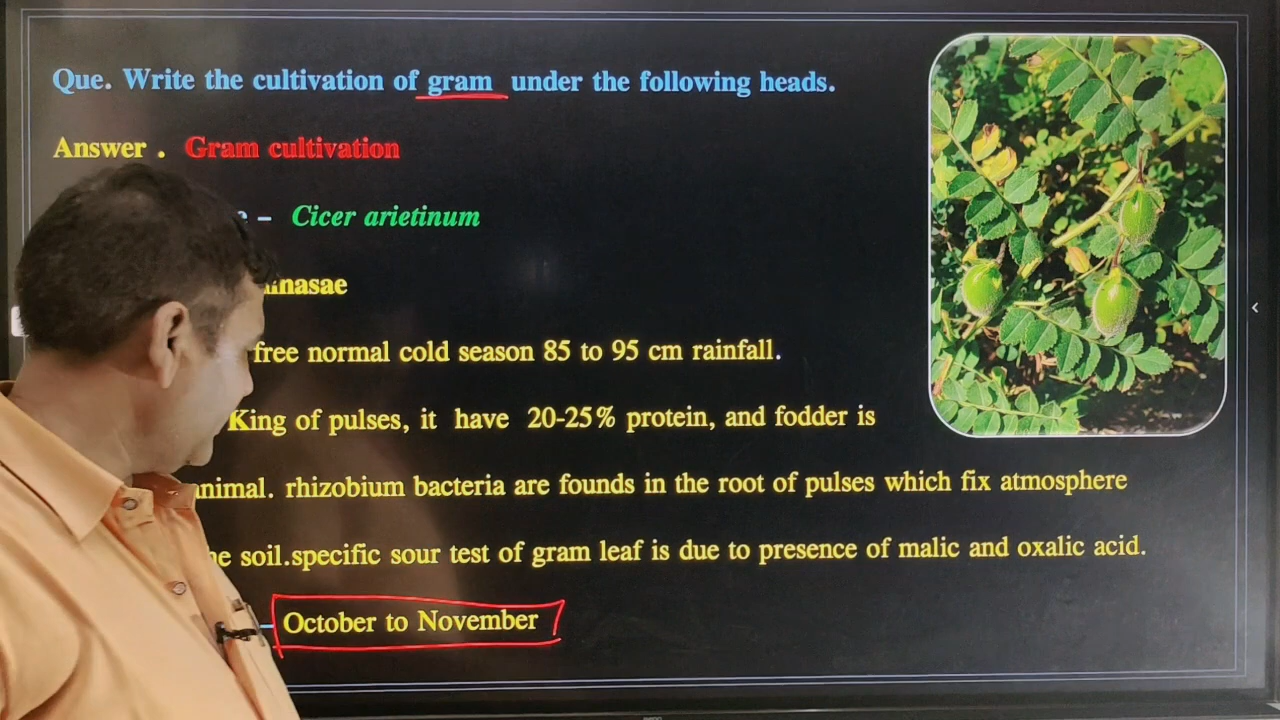 Que. Write the cultivation of gram under the following heads.
Answer . Gram cultivation
– Cicer arietinum
free normal cold season 85 to 95 cm rainfall.
King of pulses, it have 20-25% protein, and fodder is
animal. rhizobium bacteria are founds in the root of pulses which fix atmosphere
soil.specific sour test of gram leaf is due to presence of malic and oxalic acid.
– October to November